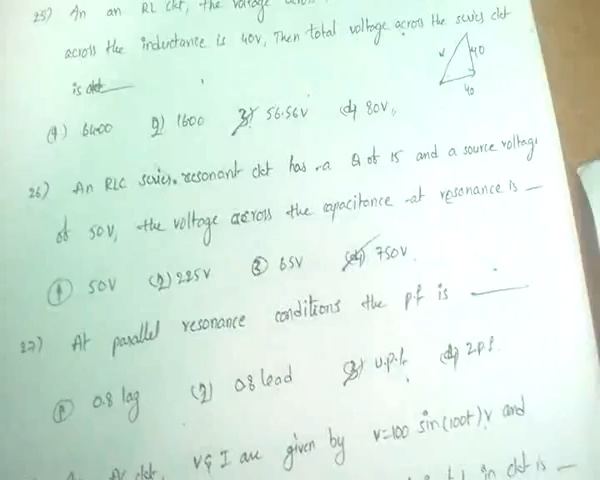 25) In an RL ckt, the voltage across
across the inductance is 40V, Then total voltage across the series ckt
is
V 40
40
(1) 6400 2) 1600 3) 56.56V (4) 80V
26) An RLC series resonant ckt has a Q of 15 and a source voltage
of 50V, the voltage across the capacitance at resonance is —
(1) 50V (2) 225V (3) 65V (4) 750V
27) At parallel resonance conditions the p.f is —
(1) 0.8 lag (2) 0.8 lead 3) U.P.f. (4) Z P.f.
V & I are given by V=100 sin(100t) V and
in ckt is —